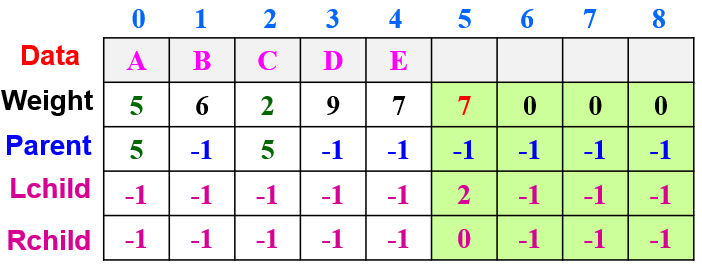 0 1 2 3 4 5 6 7 8
Data A B C D E
Weight 5 6 2 9 7 7 0 0 0
Parent 5 -1 5 -1 -1 -1 -1 -1 -1
Lchild -1 -1 -1 -1 -1 2 -1 -1 -1
Rchild -1 -1 -1 -1 -1 0 -1 -1 -1